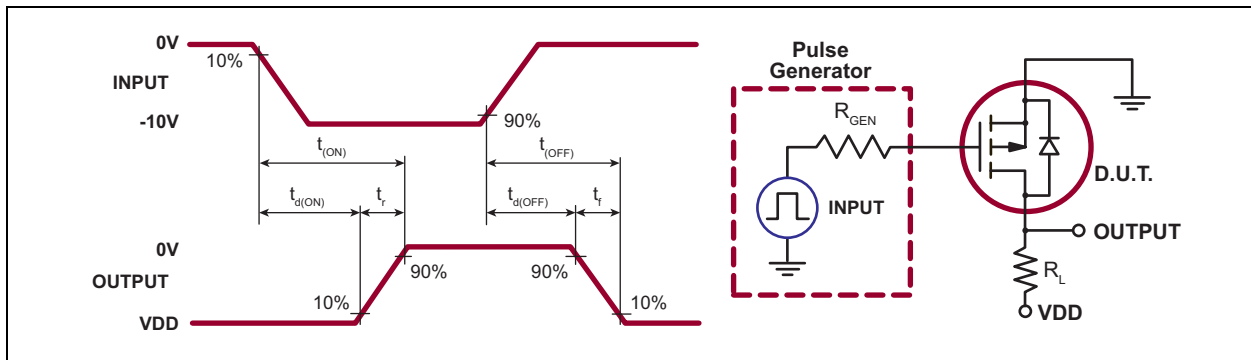 0V
10%
INPUT
-10V
90%
t(ON)
t(OFF)
td(ON)
tr
td(OFF)
tf
0V
OUTPUT
90%
90%
10%
10%
VDD
Pulse
Generator
RGEN
INPUT
D.U.T.
OUTPUT
RL
VDD